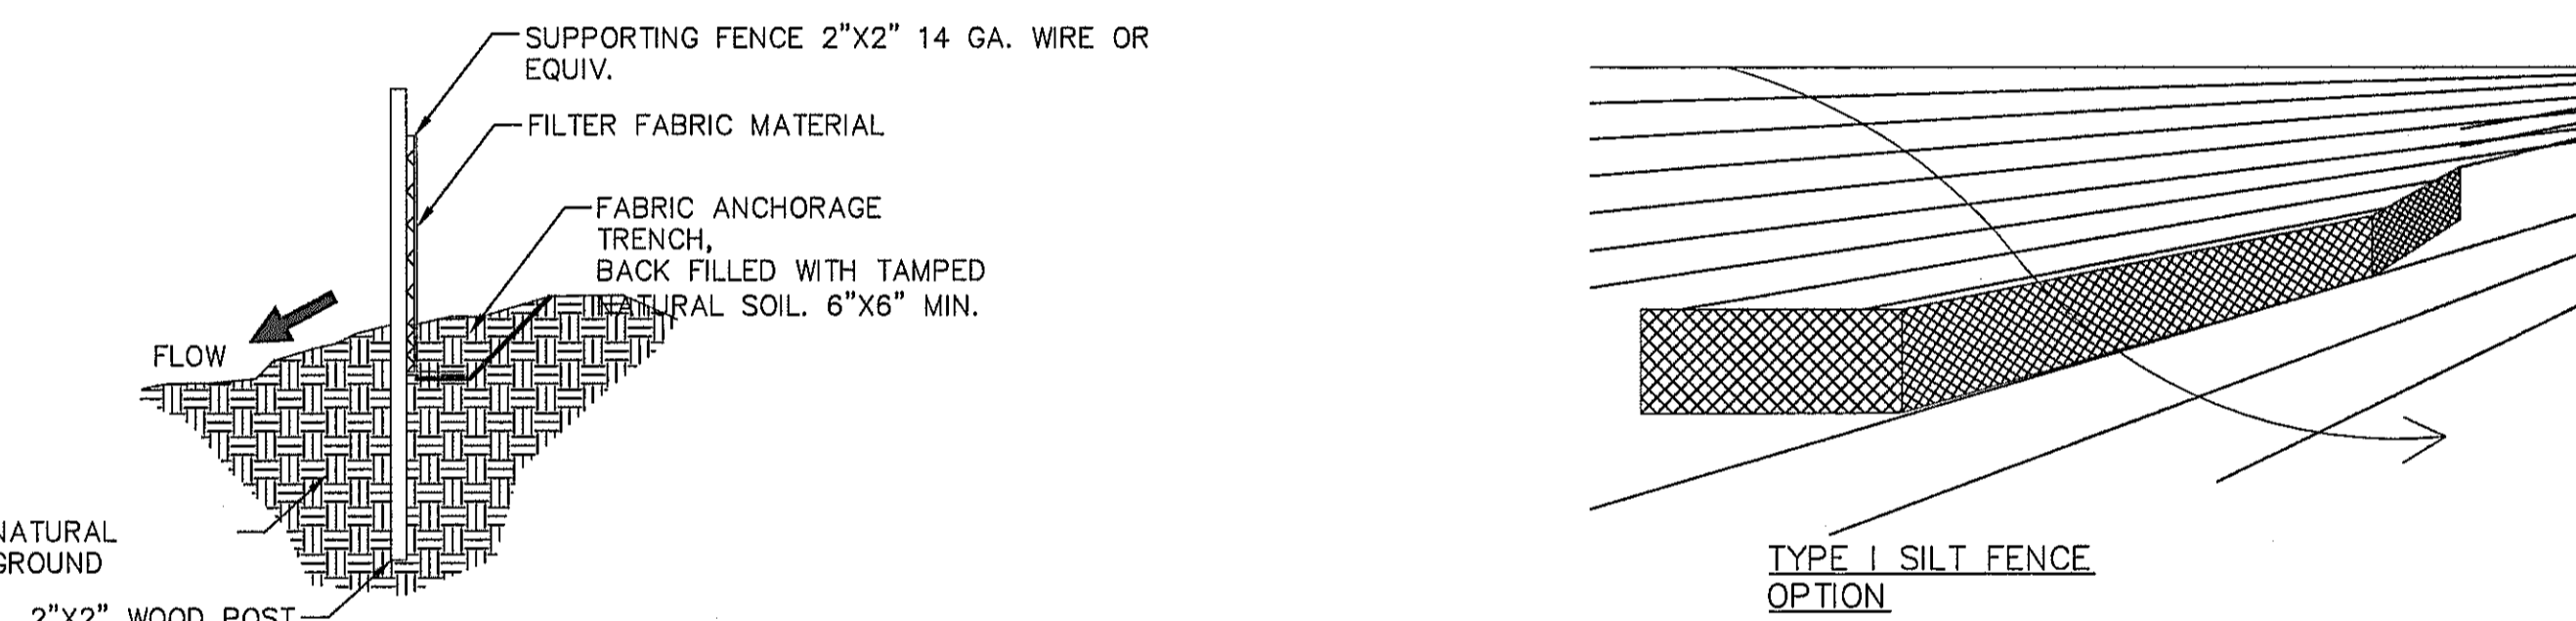 SUPPORTING FENCE 2"X2" 14 GA. WIRE OR
EQUIV.
FILTER FABRIC MATERIAL
FABRIC ANCHORAGE
TRENCH,
BACK FILLED WITH TAMPED
NATURAL SOIL. 6"X6" MIN.
FLOW
NATURAL
GROUND
2"X2" WOOD POST
TYPE I SILT FENCE
OPTION